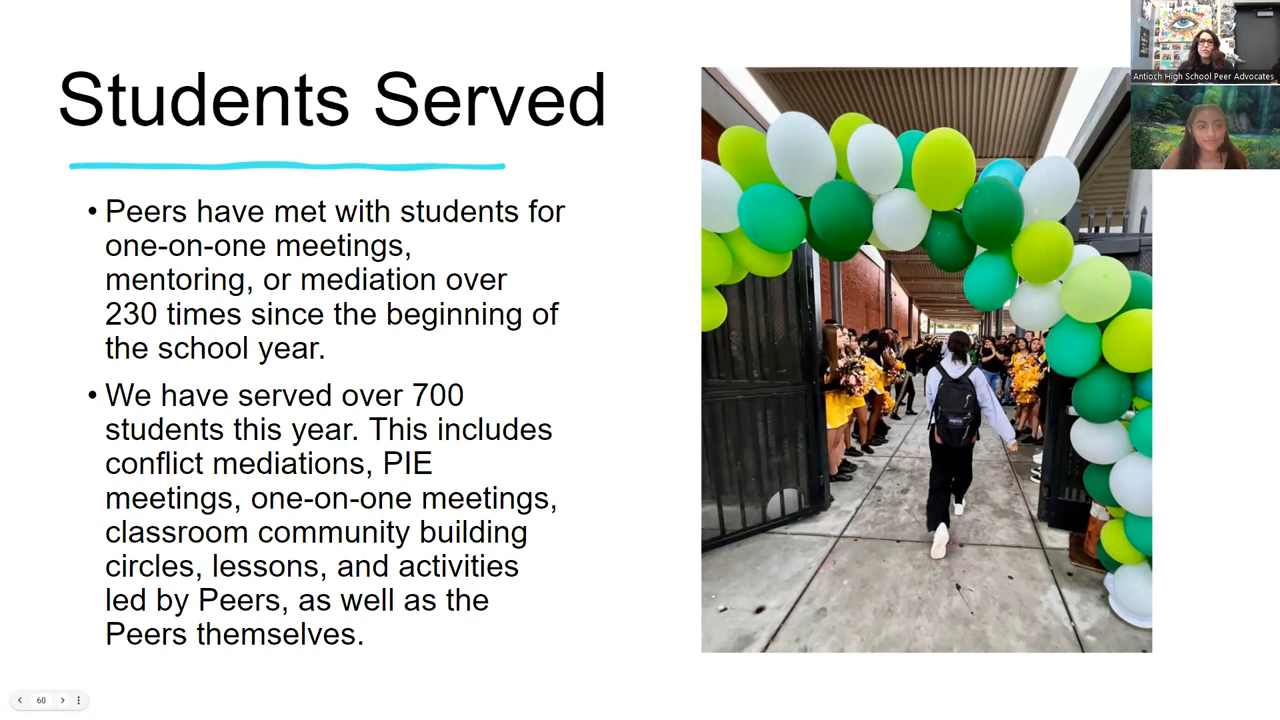 Students Served
• Peers have met with students for
one-on-one meetings,
mentoring, or mediation over
230 times since the beginning of
the school year.
• We have served over 700
students this year. This includes
conflict mediations, PIE
meetings, one-on-one meetings,
classroom community building
circles, lessons, and activities
led by Peers, as well as the
Peers themselves.
Antioch High School Peer Advocates
60